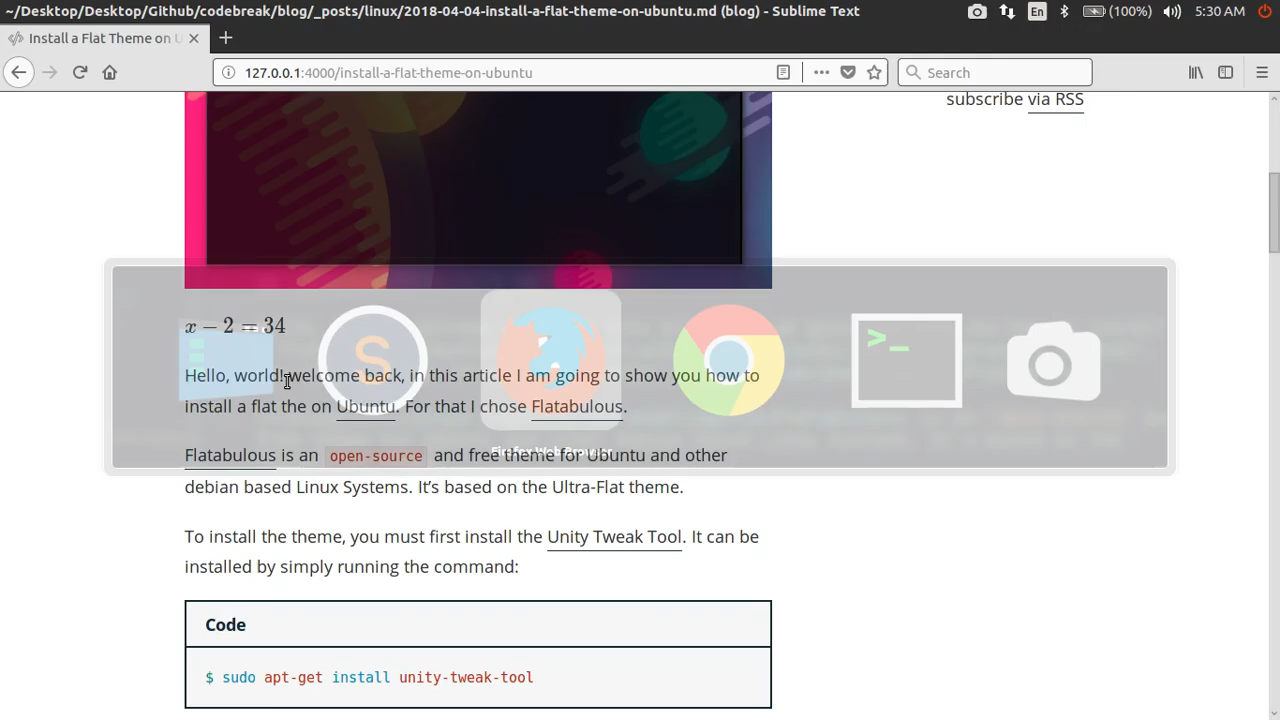 ~/Desktop/Desktop/Github/codebreak/blog/_posts/linux/2018-04-04-install-a-flat-theme-on-ubuntu.md (blog) - Sublime Text
En
(100%)
5:30 AM
Install a Flat Theme on U
127.0.0.1:4000/install-a-flat-theme-on-ubuntu
Search
subscribe via RSS
x − 2 = 34
Hello, world! welcome back, in this article I am going to show you how to
install a flat the on Ubuntu. For that I chose Flatabulous.
Firefox Web Browser
Flatabulous is an open-source and free theme for Ubuntu and other
debian based Linux Systems. It’s based on the Ultra-Flat theme.
To install the theme, you must first install the Unity Tweak Tool. It can be
installed by simply running the command:
Code
$ sudo apt-get install unity-tweak-tool